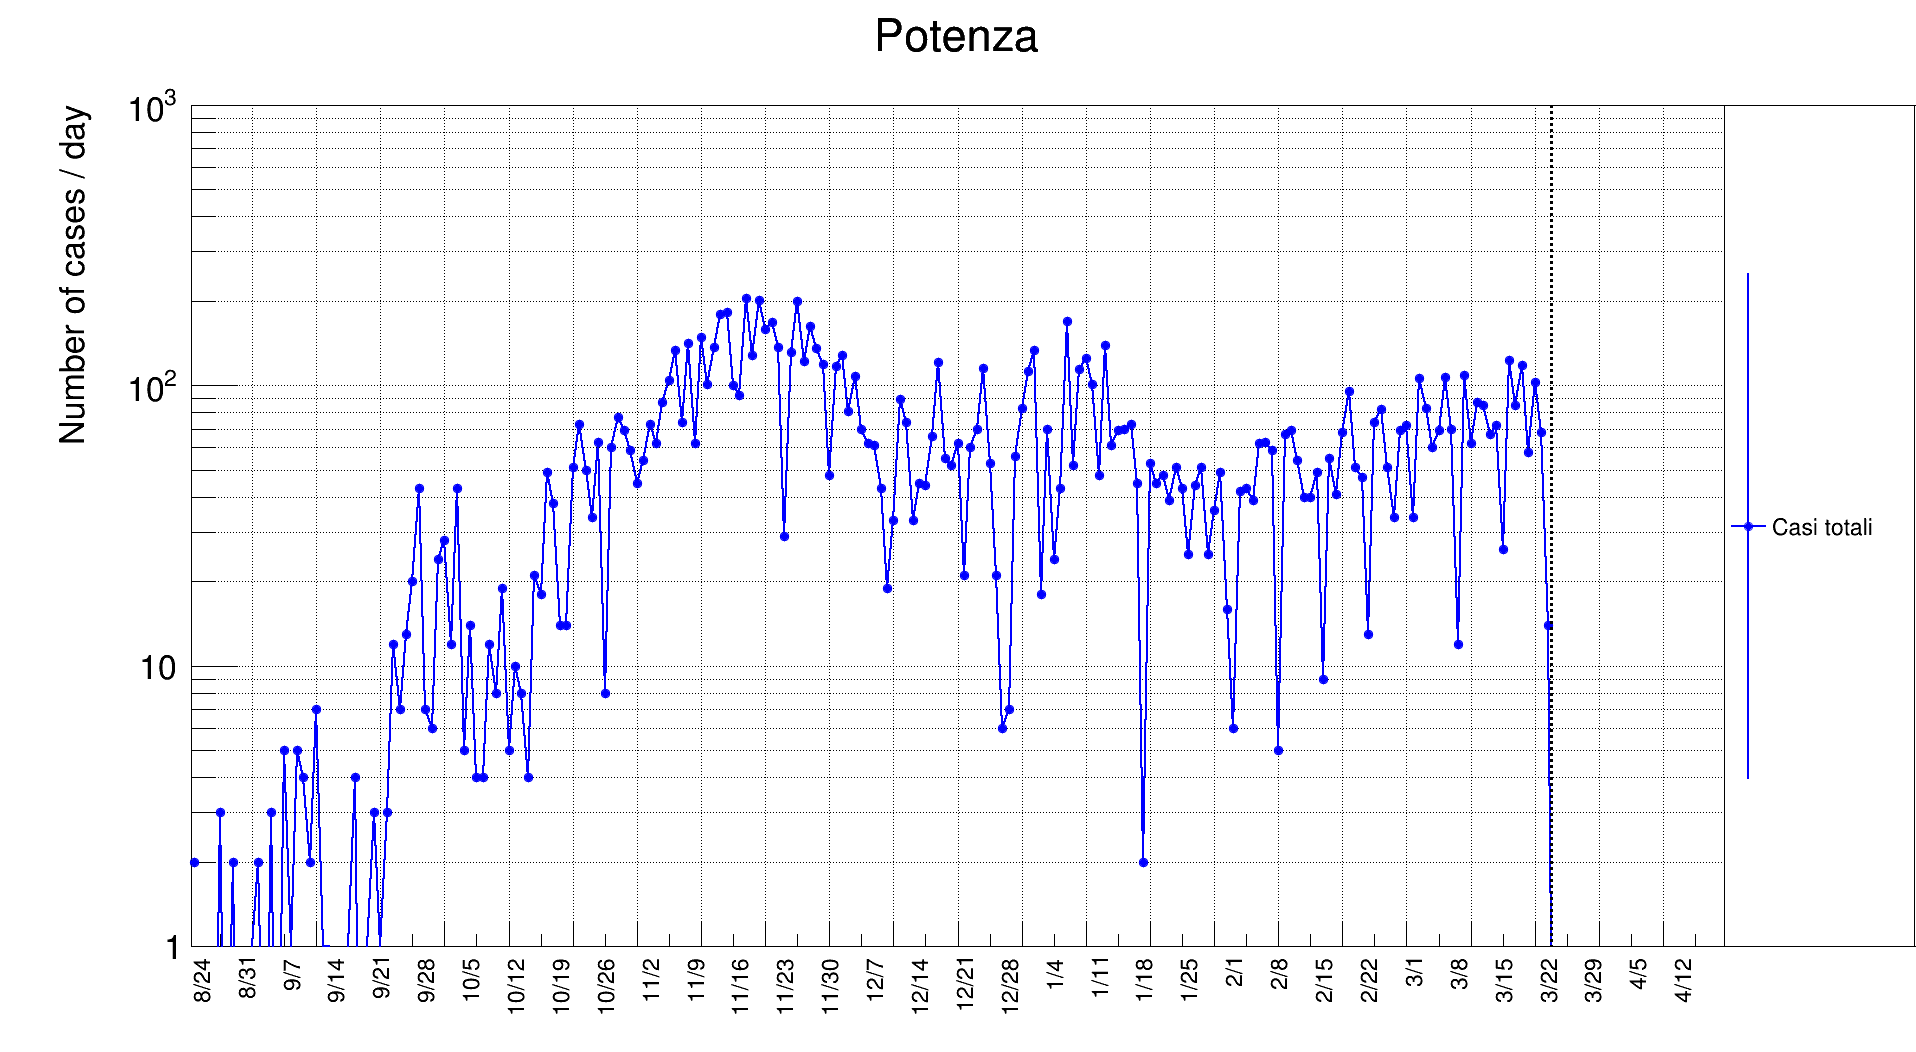 Potenza
Number of cases / day
10³
10²
10
1
8/24 8/31 9/7 9/14 9/21 9/28 10/5 10/12 10/19 10/26 11/2 11/9 11/16 11/23 11/30 12/7 12/14 12/21 12/28 1/4 1/11 1/18 1/25 2/1 2/8 2/15 2/22 3/1 3/8 3/15 3/22 3/29 4/5 4/12
Casi totali